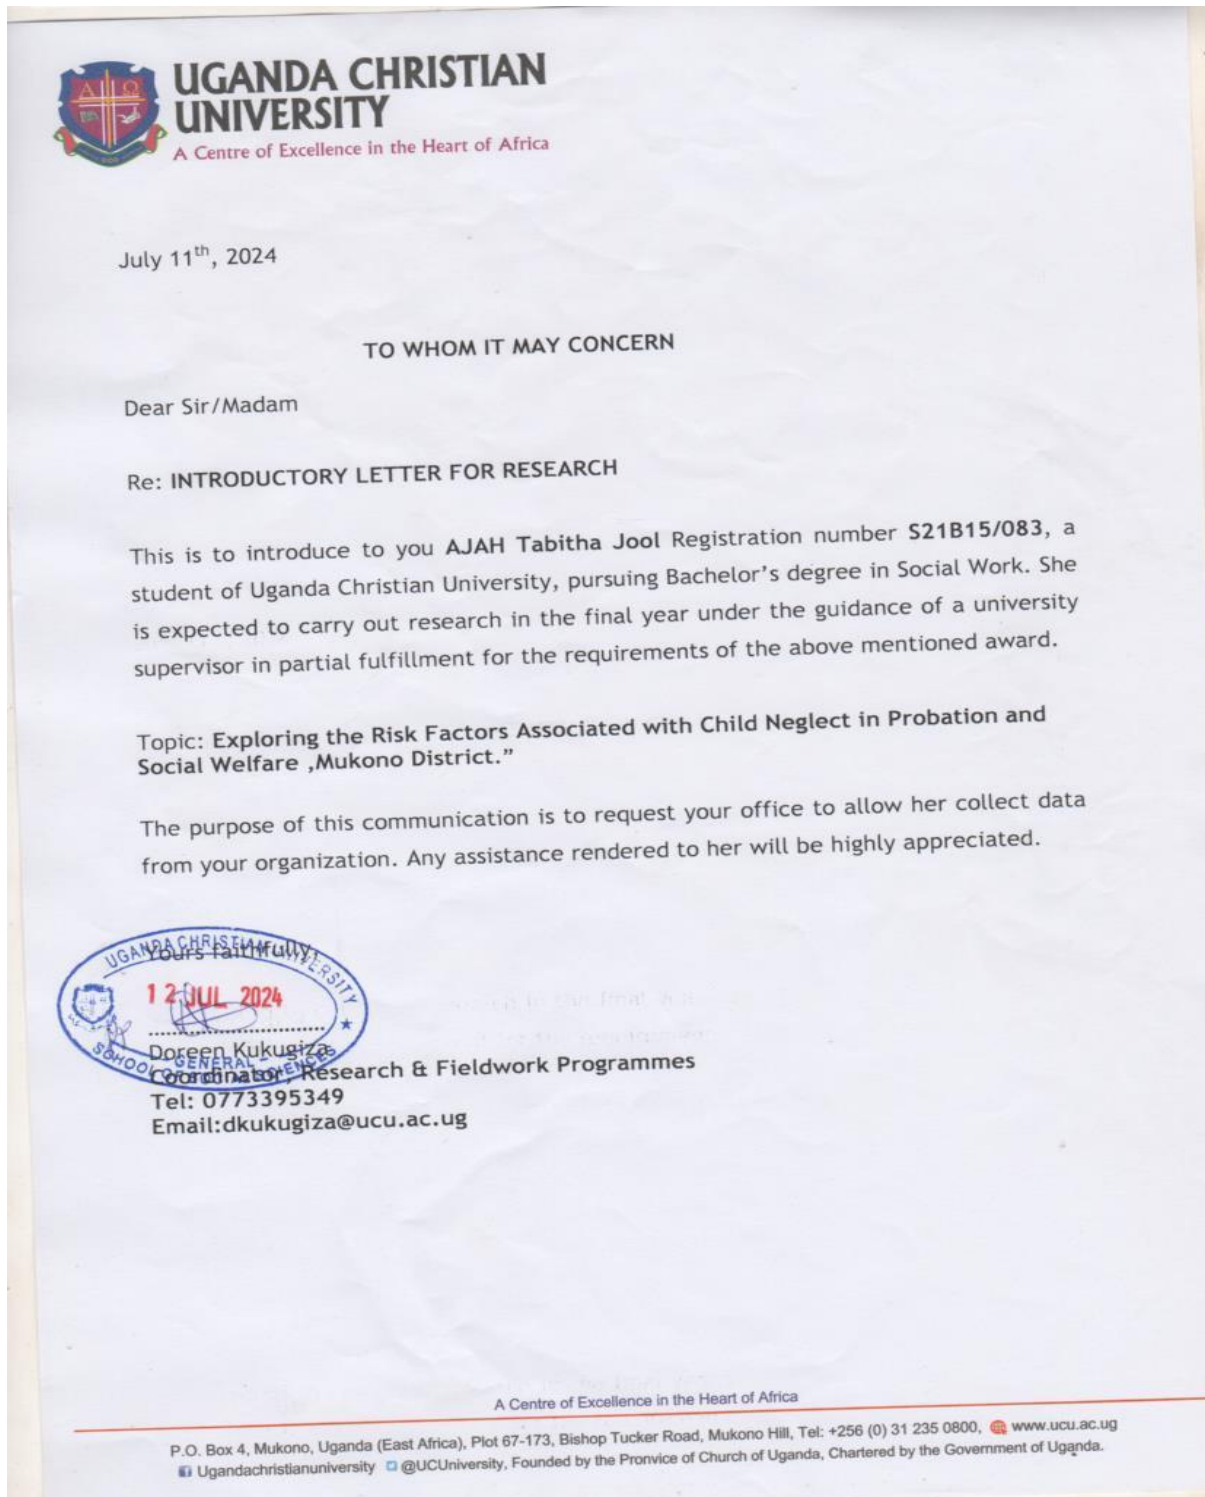 UGANDA CHRISTIAN
UNIVERSITY
A Centre of Excellence in the Heart of Africa
July 11th, 2024
TO WHOM IT MAY CONCERN
Dear Sir/Madam
Re: INTRODUCTORY LETTER FOR RESEARCH
This is to introduce to you AJAH Tabitha Jool Registration number S21B15/083, a
student of Uganda Christian University, pursuing Bachelor's degree in Social Work. She
is expected to carry out research in the final year under the guidance of a university
supervisor in partial fulfillment for the requirements of the above mentioned award.
Topic: Exploring the Risk Factors Associated with Child Neglect in Probation and
Social Welfare ,Mukono District.”
The purpose of this communication is to request your office to allow her collect data
from your organization. Any assistance rendered to her will be highly appreciated.
UGANDA CHRISTIAN UNIVERSITY
Yours faithfully,
12 JUL 2024
Doreen Kukugiza
GENERAL
SCHOOL OF SCIENCES
Coordinator, Research & Fieldwork Programmes
Tel: 0773395349
Email:dkukugiza@ucu.ac.ug
A Centre of Excellence in the Heart of Africa
P.O. Box 4, Mukono, Uganda (East Africa), Plot 67-173, Bishop Tucker Road, Mukono Hill, Tel: +256 (0) 31 235 0800, www.ucu.ac.ug
Ugandachristianuniversity @UCUniversity, Founded by the Pronvice of Church of Uganda, Chartered by the Government of Uganda.